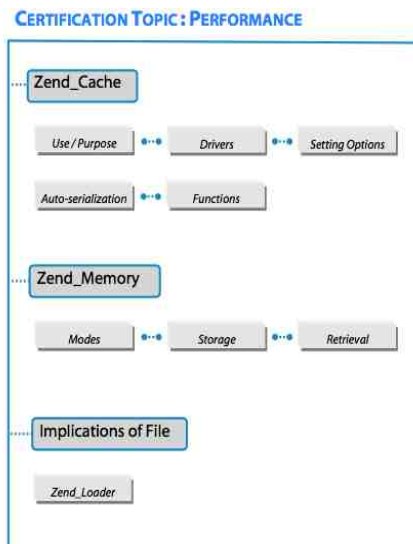 CERTIFICATION TOPIC : PERFORMANCE
Zend_Cache
Use / Purpose
Drivers
Setting Options
Auto-serialization
Functions
Zend_Memory
Modes
Storage
Retrieval
Implications of File
Zend_Loader